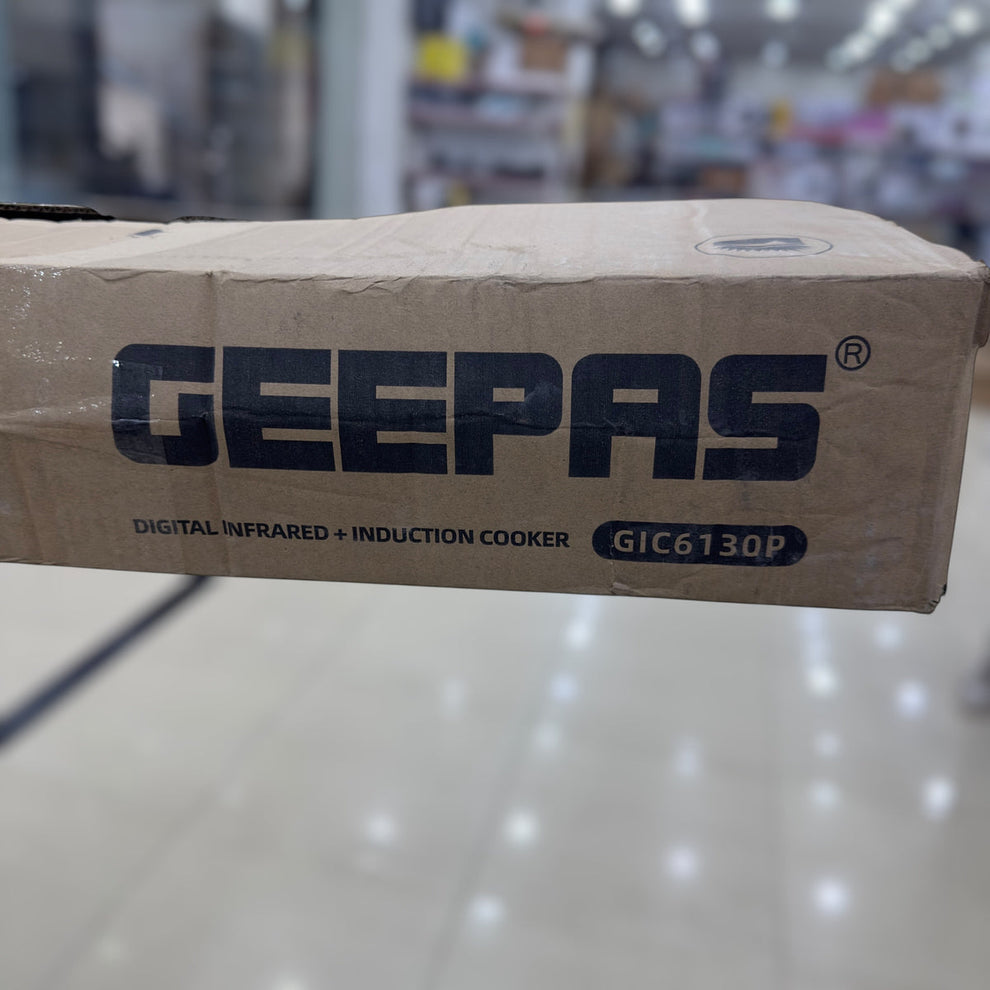 GEEPAS®
DIGITAL INFRARED + INDUCTION COOKER GIC6130P